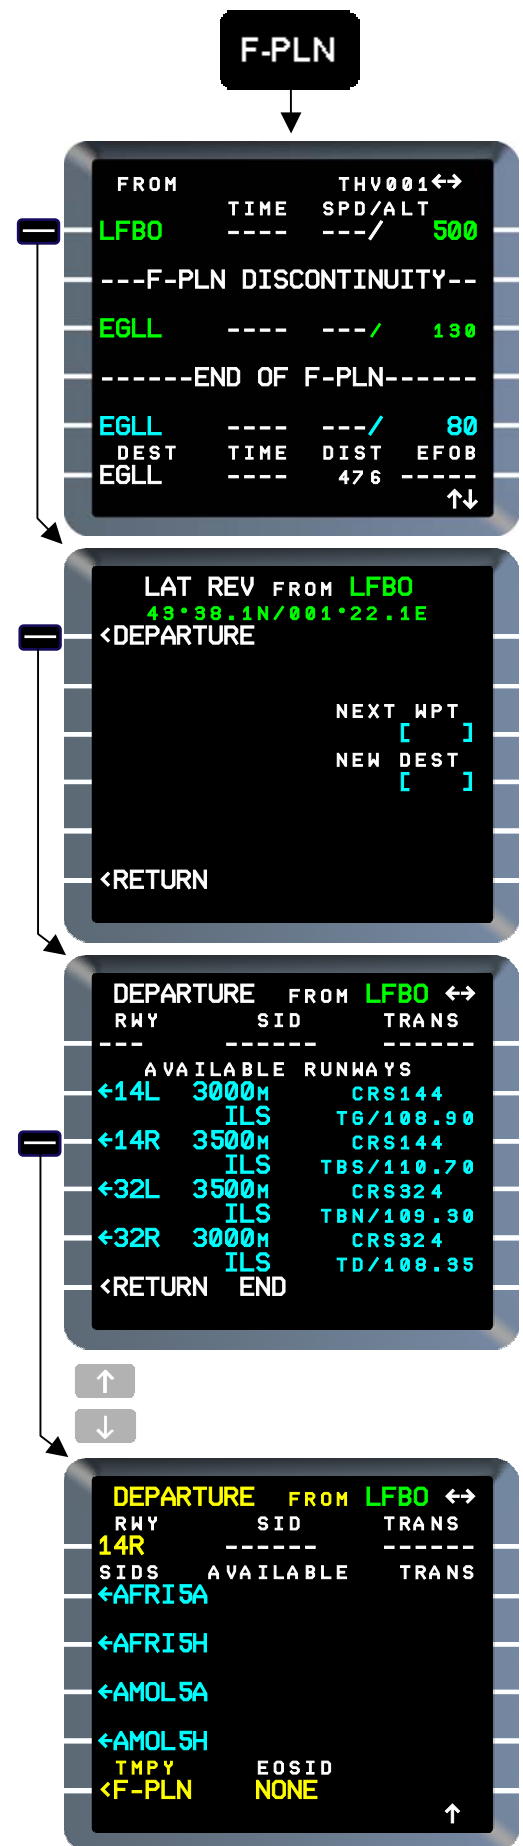 F-PLN
FROM THV001←→
TIME SPD/ALT
LFBO ---- ---/ 500
---F-PLN DISCONTINUITY--
EGLL ---- ---/ 130
------END OF F-PLN------
EGLL ---- ---/ 80
DEST TIME DIST EFOB
EGLL ---- 476 -----
↑↓
LAT REV FROM LFBO
43°38.1N/001°22.1E
<DEPARTURE
NEXT WPT
[ ]
NEW DEST
[ ]
<RETURN
DEPARTURE FROM LFBO ←→
RWY SID TRANS
--- ------ ------
AVAILABLE RUNWAYS
←14L 3000M CRS144
ILS TG/108.90
←14R 3500M CRS144
ILS TBS/110.70
←32L 3500M CRS324
ILS TBN/109.30
←32R 3000M CRS324
ILS TD/108.35
<RETURN END
↑
↓
DEPARTURE FROM LFBO ←→
RWY SID TRANS
14R ------ ------
SIDS AVAILABLE TRANS
←AFRI5A
←AFRI5H
←AMOL5A
←AMOL5H
TMPY EOSID
<F-PLN NONE
↑